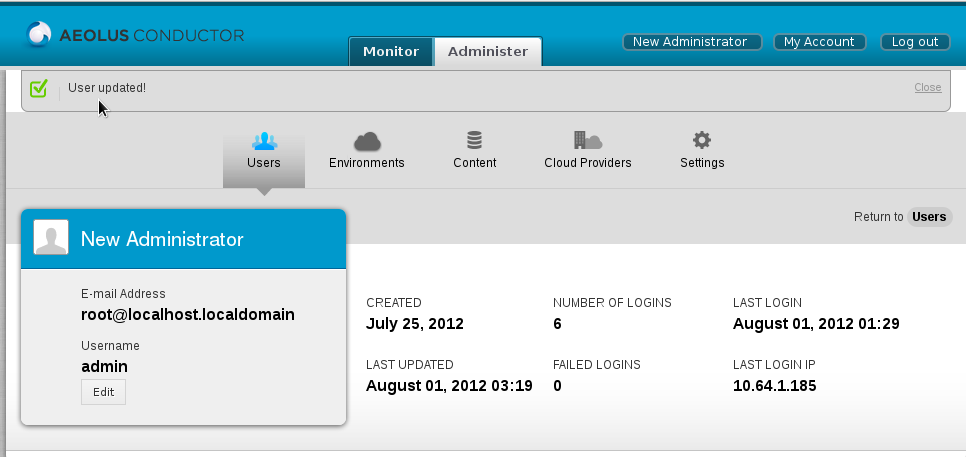 AEOLUS CONDUCTOR
Monitor
Administer
New Administrator
My Account
Log out
User updated!
Close
Users
Environments
Content
Cloud Providers
Settings
Return to Users
New Administrator
E-mail Address
root@localhost.localdomain
Username
admin
Edit
CREATED
July 25, 2012
NUMBER OF LOGINS
6
LAST LOGIN
August 01, 2012 01:29
LAST UPDATED
August 01, 2012 03:19
FAILED LOGINS
0
LAST LOGIN IP
10.64.1.185